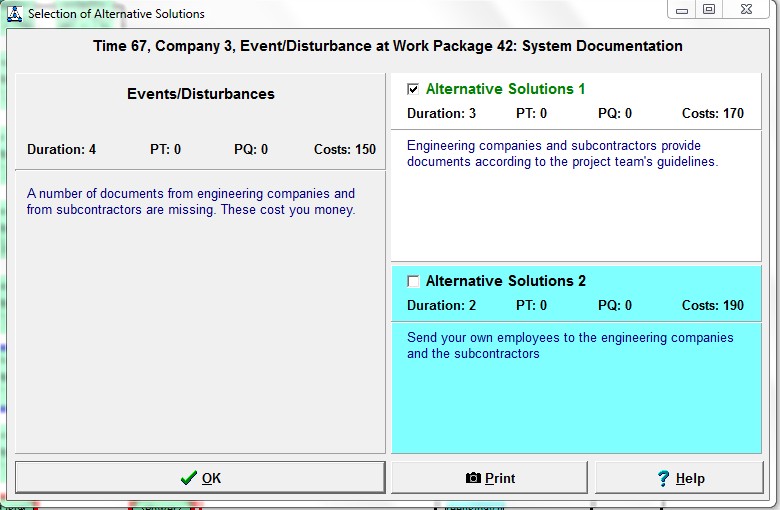 Selection of Alternative Solutions
Time 67, Company 3, Event/Disturbance at Work Package 42: System Documentation
Events/Disturbances
Duration: 4 PT: 0 PQ: 0 Costs: 150
A number of documents from engineering companies and
from subcontractors are missing. These cost you money.
Alternative Solutions 1
Duration: 3 PT: 0 PQ: 0 Costs: 170
Engineering companies and subcontractors provide
documents according to the project team's guidelines.
Alternative Solutions 2
Duration: 2 PT: 0 PQ: 0 Costs: 190
Send your own employees to the engineering companies
and the subcontractors
OK
Print
? Help